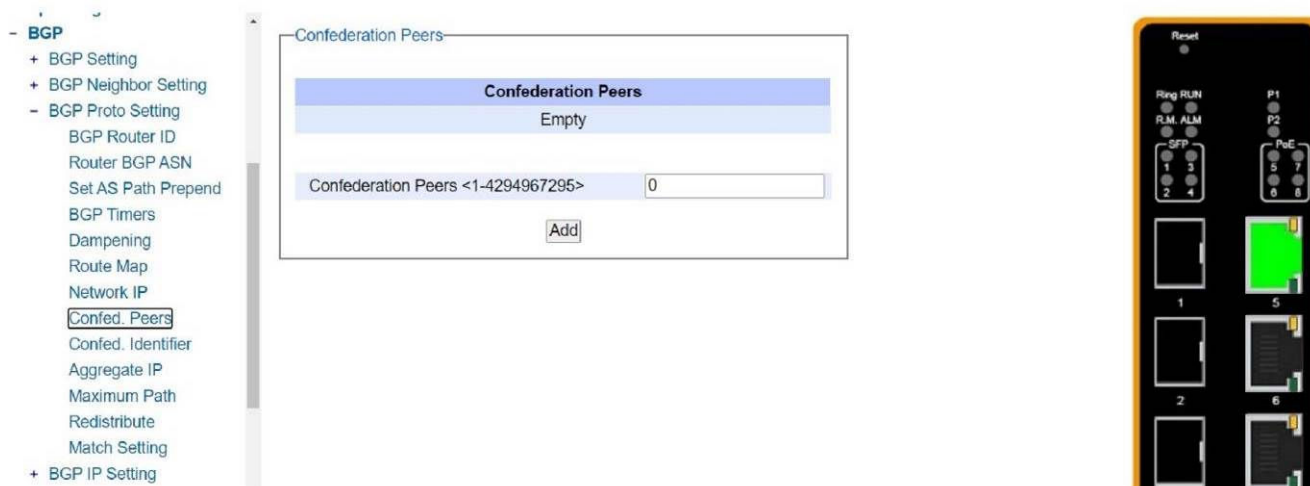 - BGP
+ BGP Setting
+ BGP Neighbor Setting
- BGP Proto Setting
BGP Router ID
Router BGP ASN
Set AS Path Prepend
BGP Timers
Dampening
Route Map
Network IP
Confed. Peers
Confed. Identifier
Aggregate IP
Maximum Path
Redistribute
Match Setting
+ BGP IP Setting
Confederation Peers
Confederation Peers
Empty
Confederation Peers <1-4294967295> 0
Add
Reset
Ring RUN P1
R.M. ALM P2
SFP PoE
1 3 5 7
2 4 6 8
1 5
2 6